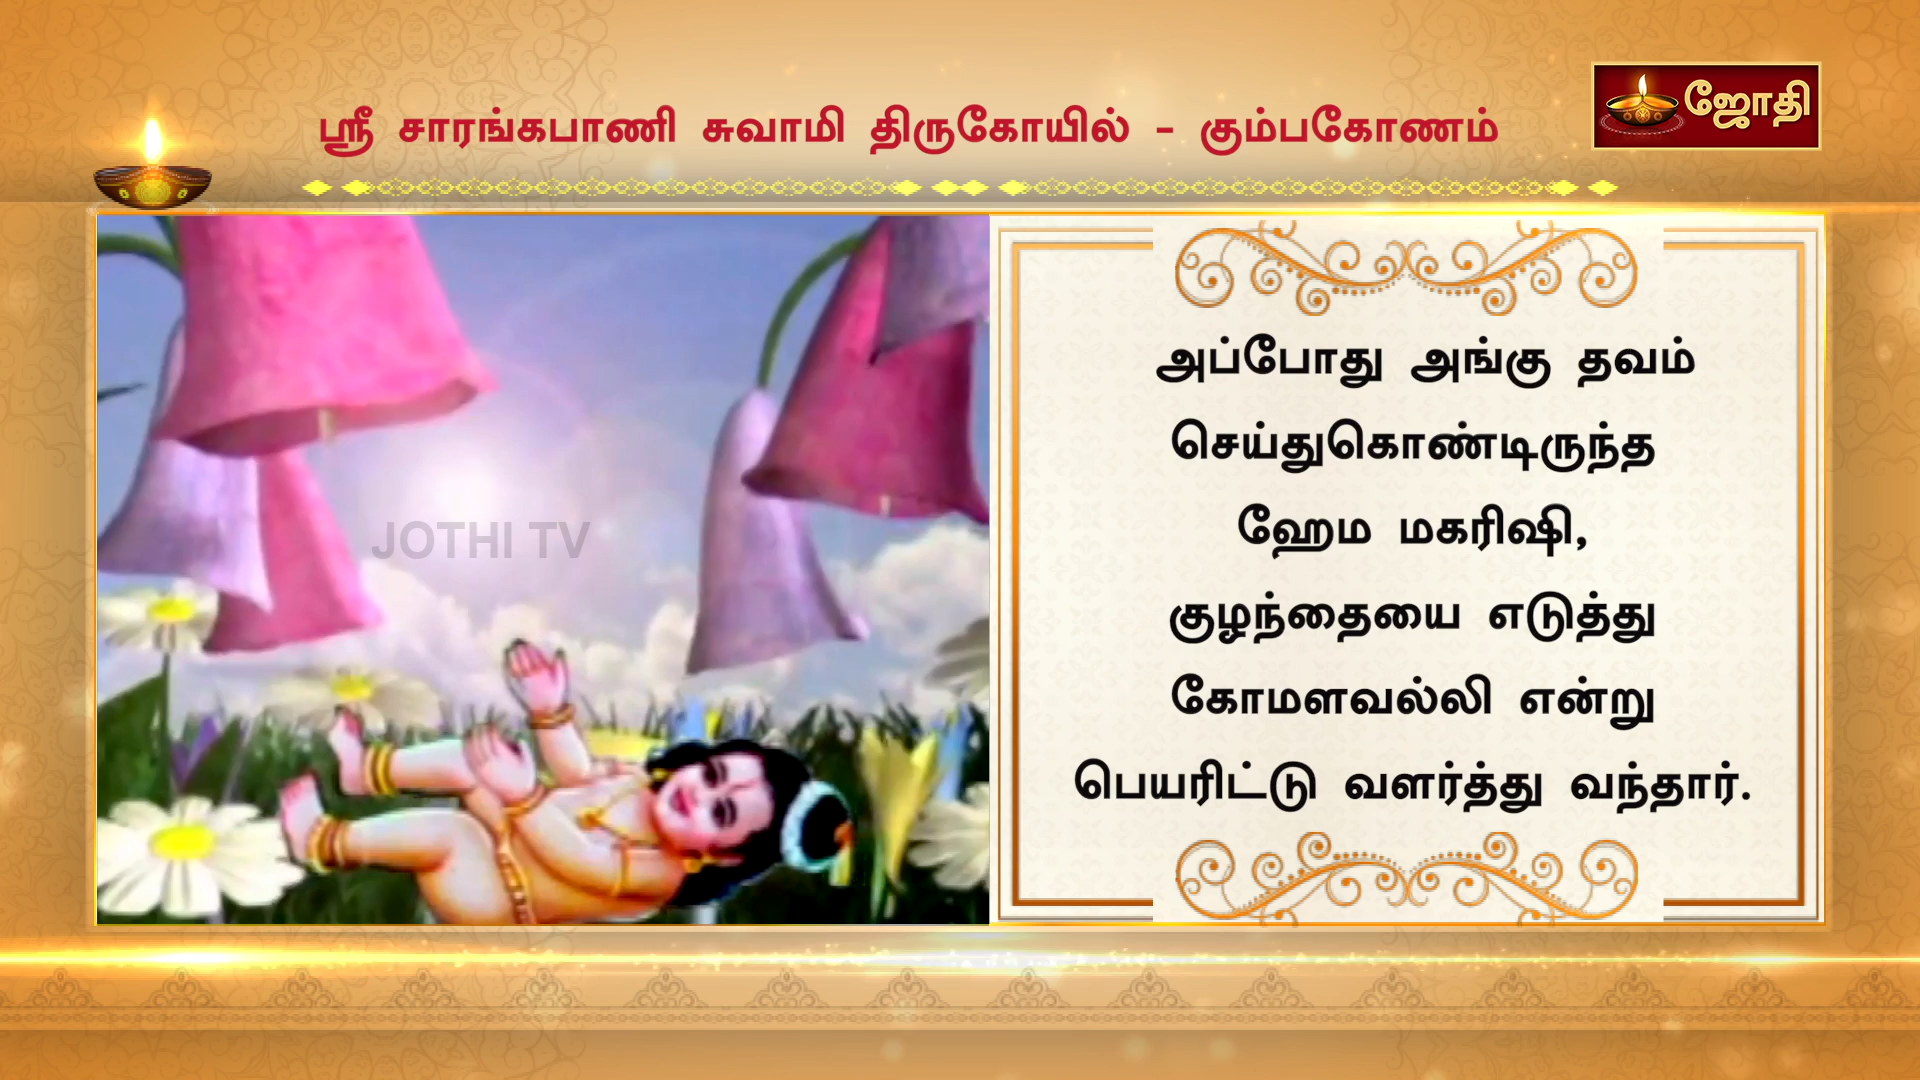 ஸ்ரீ சாரங்கபாணி சுவாமி திருகோயில் - கும்பகோணம்
ஜோதி
JOTHI TV
அப்போது அங்கு தவம்
செய்துகொண்டிருந்த
ஹேம மகரிஷி,
குழந்தையை எடுத்து
கோமளவல்லி என்று
பெயரிட்டு வளர்த்து வந்தார்.